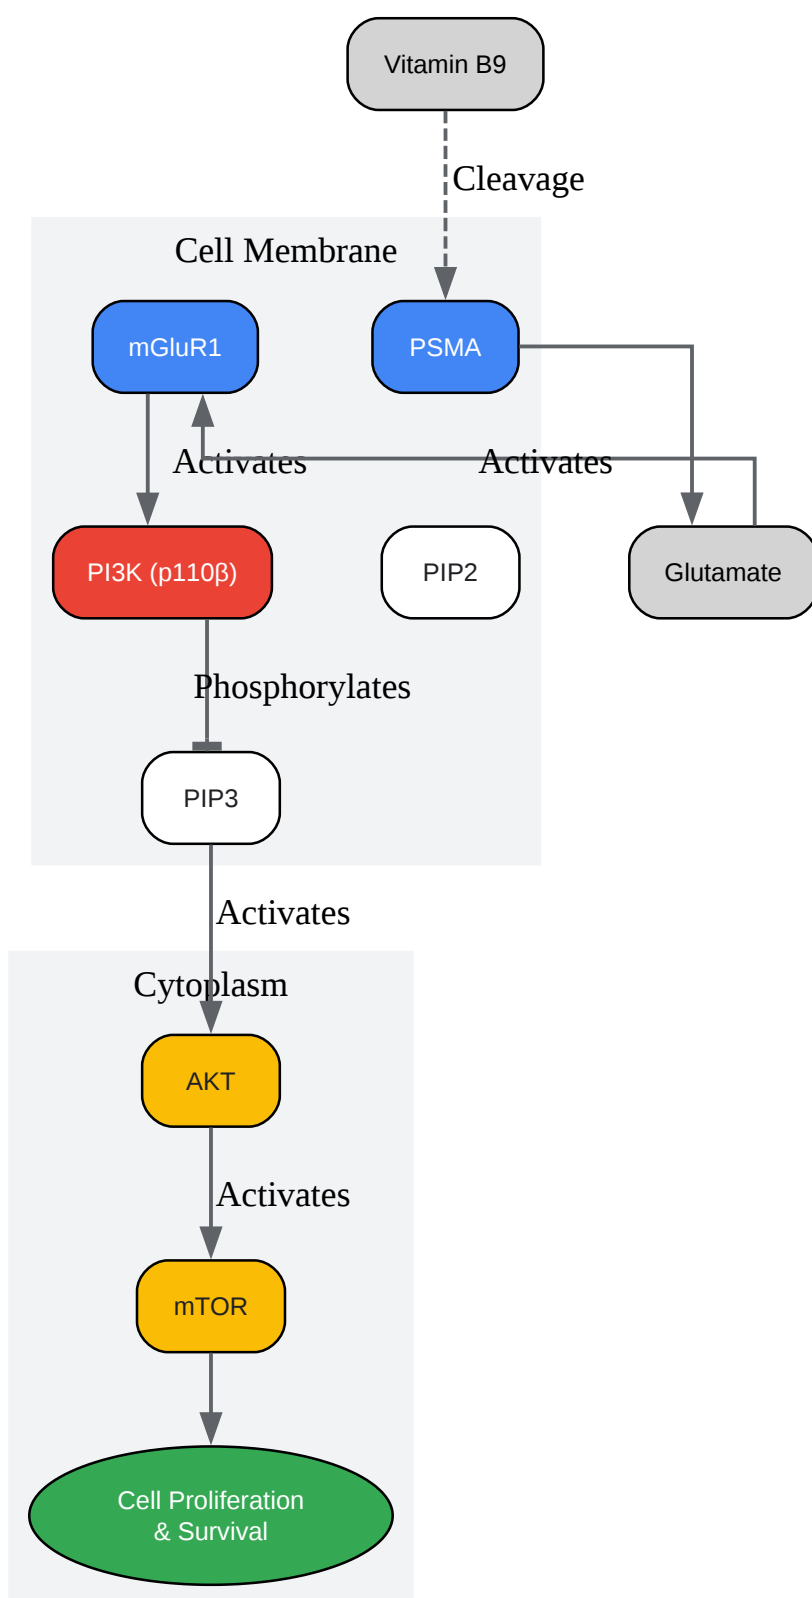 Vitamin B9
Cleavage
Cell Membrane
mGluR1
PSMA
Activates
Activates
PI3K (p110β)
PIP2
Glutamate
Phosphorylates
PIP3
Activates
Cytoplasm
AKT
Activates
mTOR
Cell Proliferation
& Survival